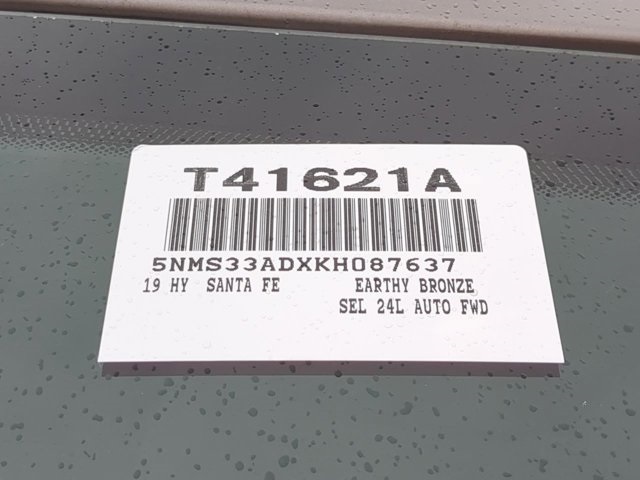 T41621A
5NMS33ADXKH087637
19 HY SANTA FE EARTHY BRONZE
SEL 24L AUTO FWD